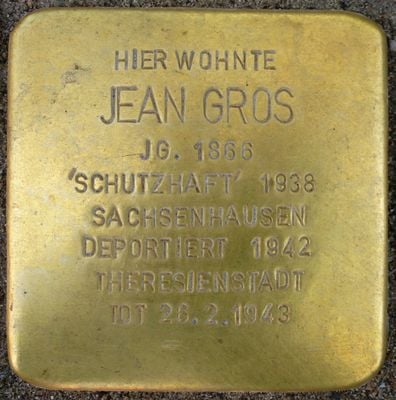 HIER WOHNTE
JEAN GROS
JG. 1866
'SCHUTZHAFT' 1938
SACHSENHAUSEN
DEPORTIERT 1942
THERESIENSTADT
TOT 26.2.1943